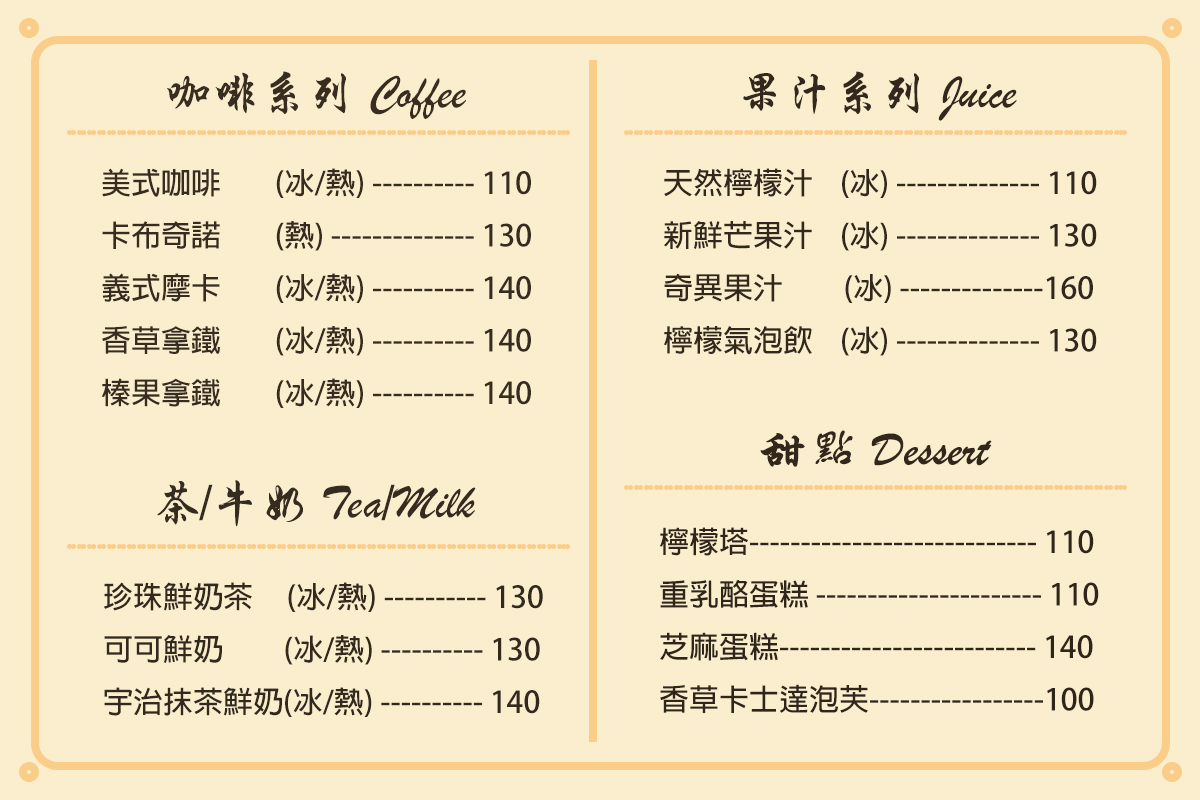 咖啡系列 Coffee
美式咖啡 (冰/熱) ---------- 110
卡布奇諾 (熱) -------------- 130
義式摩卡 (冰/熱) ---------- 140
香草拿鐵 (冰/熱) ---------- 140
榛果拿鐵 (冰/熱) ---------- 140
茶/牛奶 Tea/Milk
珍珠鮮奶茶 (冰/熱) ---------- 130
可可鮮奶 (冰/熱) ---------- 130
宇治抹茶鮮奶(冰/熱) ---------- 140
果汁系列 Juice
天然檸檬汁 (冰) -------------- 110
新鮮芒果汁 (冰) -------------- 130
奇異果汁 (冰) --------------160
檸檬氣泡飲 (冰) -------------- 130
甜點 Dessert
檸檬塔---------------------------- 110
重乳酪蛋糕 ---------------------- 110
芝麻蛋糕------------------------- 140
香草卡士達泡芙-----------------100